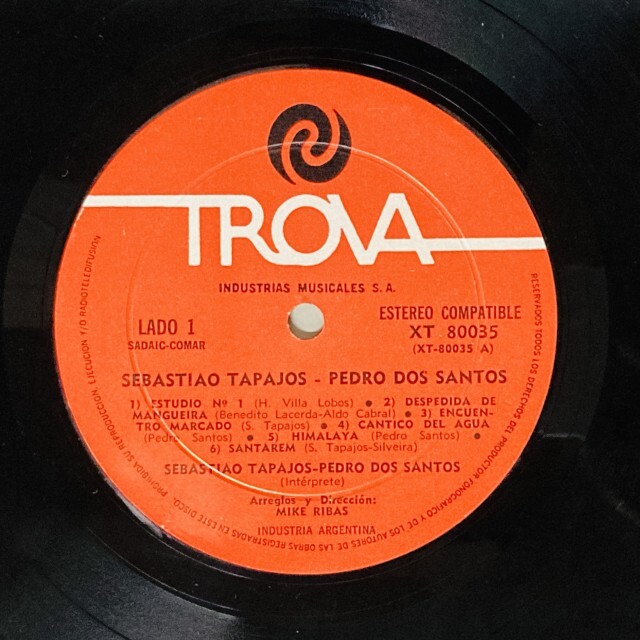 TROVA
INDUSTRIAS MUSICALES S.A.
LADO 1
SADAIC-COMAR
ESTEREO COMPATIBLE
XT 80035
(XT-80035 A)
SEBASTIAO TAPAJOS - PEDRO DOS SANTOS
1) ESTUDIO Nº 1 (H. Villa Lobos) ● 2) DESPEDIDA DE
MANGUEIRA (Benedito Lacerda-Aldo Cabral) ● 3) ENCUEN-
TRO MARCADO (S. Tapajos) ● 4) CANTICO DEL AGUA
(Pedro Santos) ● 5) HIMALAYA (Pedro Santos) ●
6) SANTAREM (S. Tapajos-Silveira)
SEBASTIAO TAPAJOS-PEDRO DOS SANTOS
(Intérprete)
Arreglos y Dirección:
MIKE RIBAS
INDUSTRIA ARGENTINA
RESERVADOS TODOS LOS DERECHOS DEL PRODUCTOR FONOGRAFICO Y DE LOS AUTORES DE LAS OBRAS REGISTRADAS EN ESTE DISCO. PROHIBIDA SU REPRODUCCION, EJECUCION Y/O RADIOTELEDIFUSION